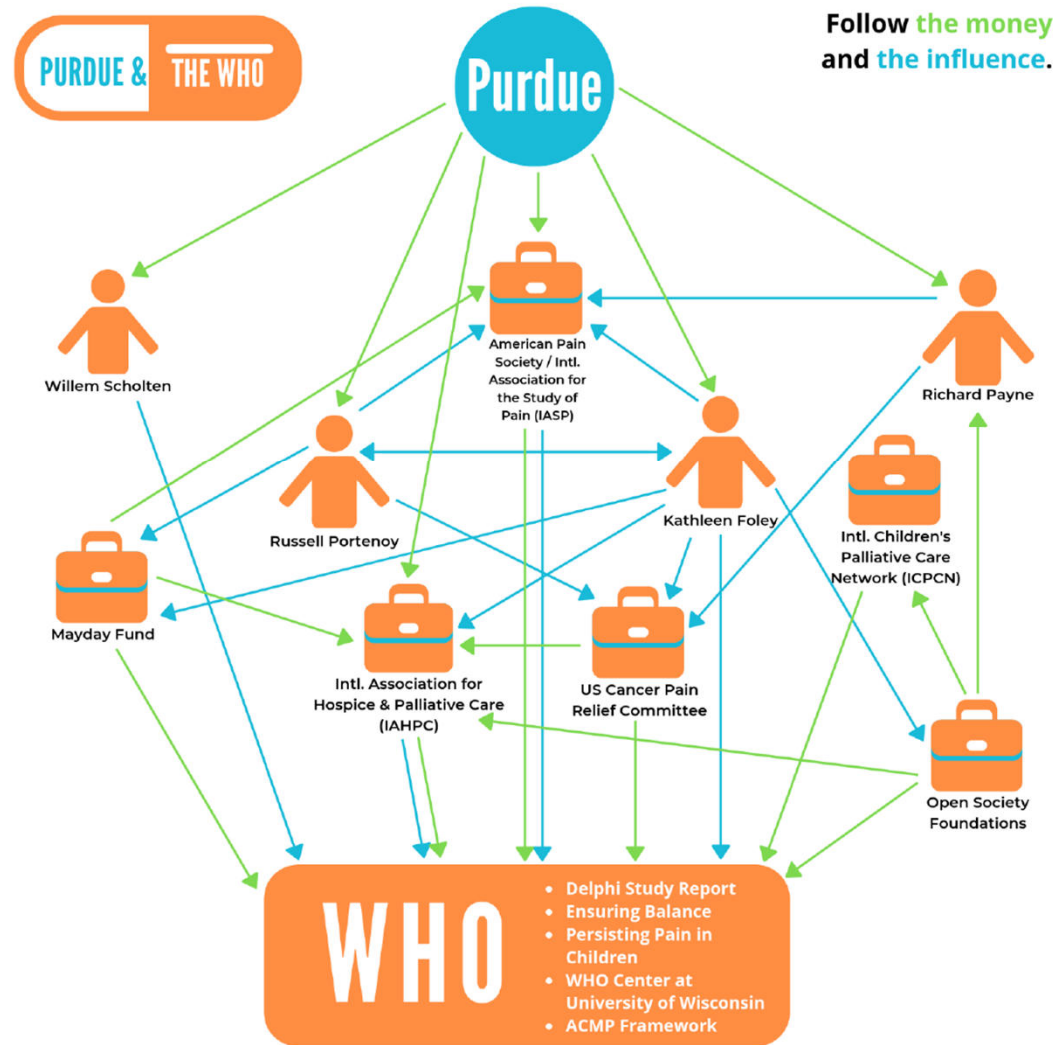 PURDUE & THE WHO
Follow the money
and the influence.
Purdue
Willem Scholten
American Pain
Society / Intl.
Association for
the Study of
Pain (IASP)
Richard Payne
Russell Portenoy
Kathleen Foley
Intl. Children's
Palliative Care
Network (ICPCN)
Mayday Fund
Intl. Association for
Hospice & Palliative Care
(IAHPC)
US Cancer Pain
Relief Committee
Open Society
Foundations
WHO
• Delphi Study Report
• Ensuring Balance
• Persisting Pain in
Children
• WHO Center at
University of Wisconsin
• ACMP Framework